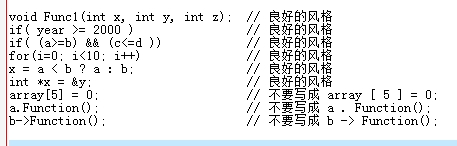 void Func1(int x, int y, int z); // 良好的风格
if( year >= 2000 ) // 良好的风格
if( (a>=b) && (c<=d )) // 良好的风格
for(i=0; i<10; i++) // 良好的风格
x = a < b ? a : b; // 良好的风格
int *x = &y; // 良好的风格
array[5] = 0; // 不要写成 array [ 5 ] = 0;
a.Function(); // 不要写成 a . Function();
b->Function(); // 不要写成 b -> Function();